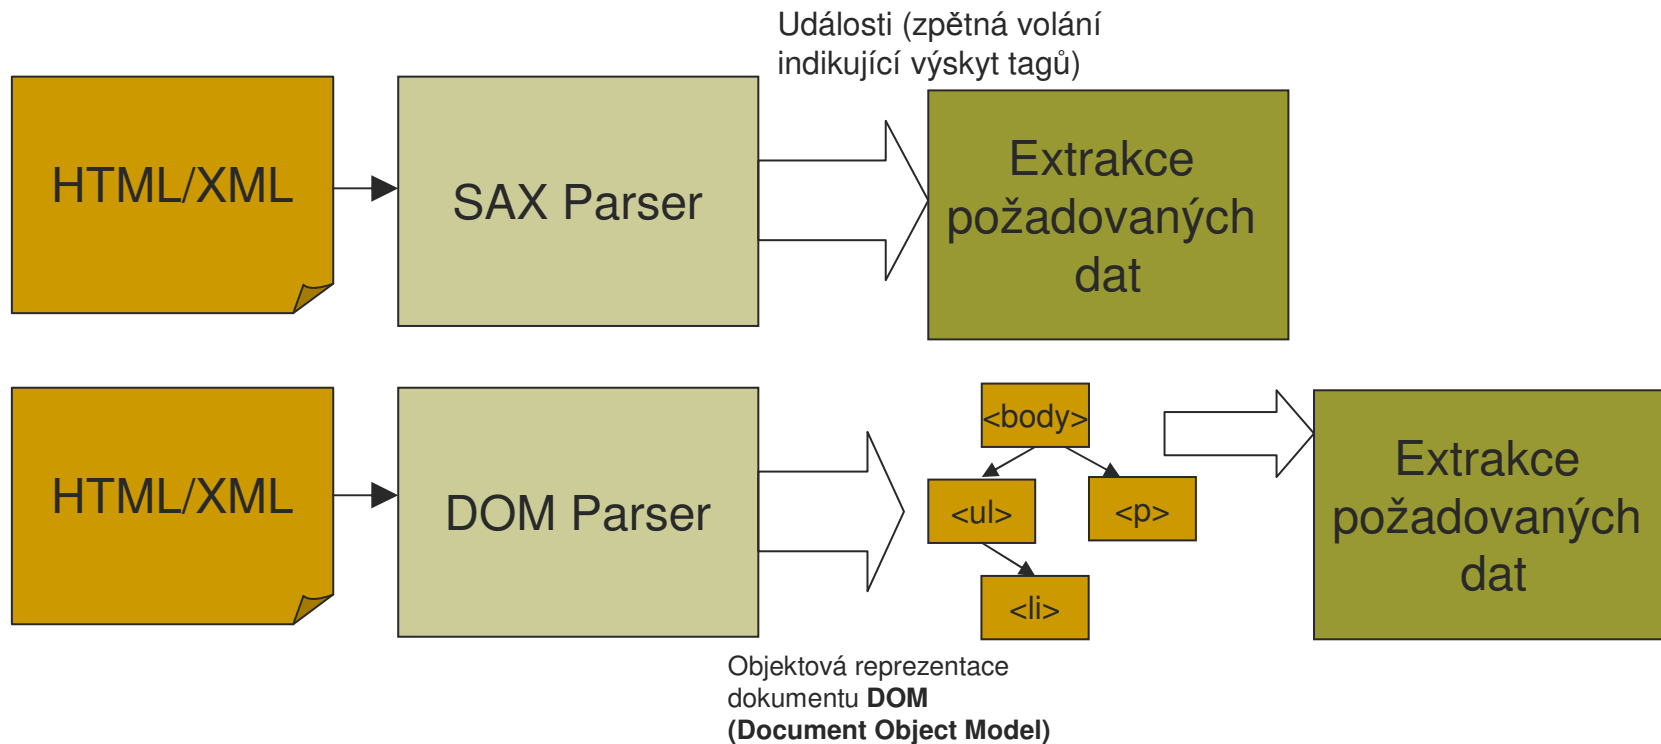 Události (zpětná volání
indikující výskyt tagů)
HTML/XML
SAX Parser
Extrakce
požadovaných
dat
HTML/XML
DOM Parser
<body>
<ul>
<p>
<li>
Extrakce
požadovaných
dat
Objektová reprezentace
dokumentu DOM
(Document Object Model)